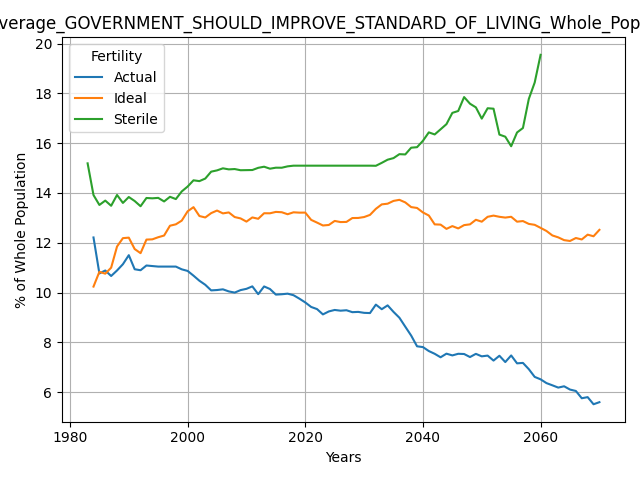 verage_GOVERNMENT_SHOULD_IMPROVE_STANDARD_OF_LIVING_Whole_Pop
20
18
16
14
12
10
8
6
% of Whole Population
Fertility
Actual
Ideal
Sterile
1980
2000
2020
2040
2060
Years